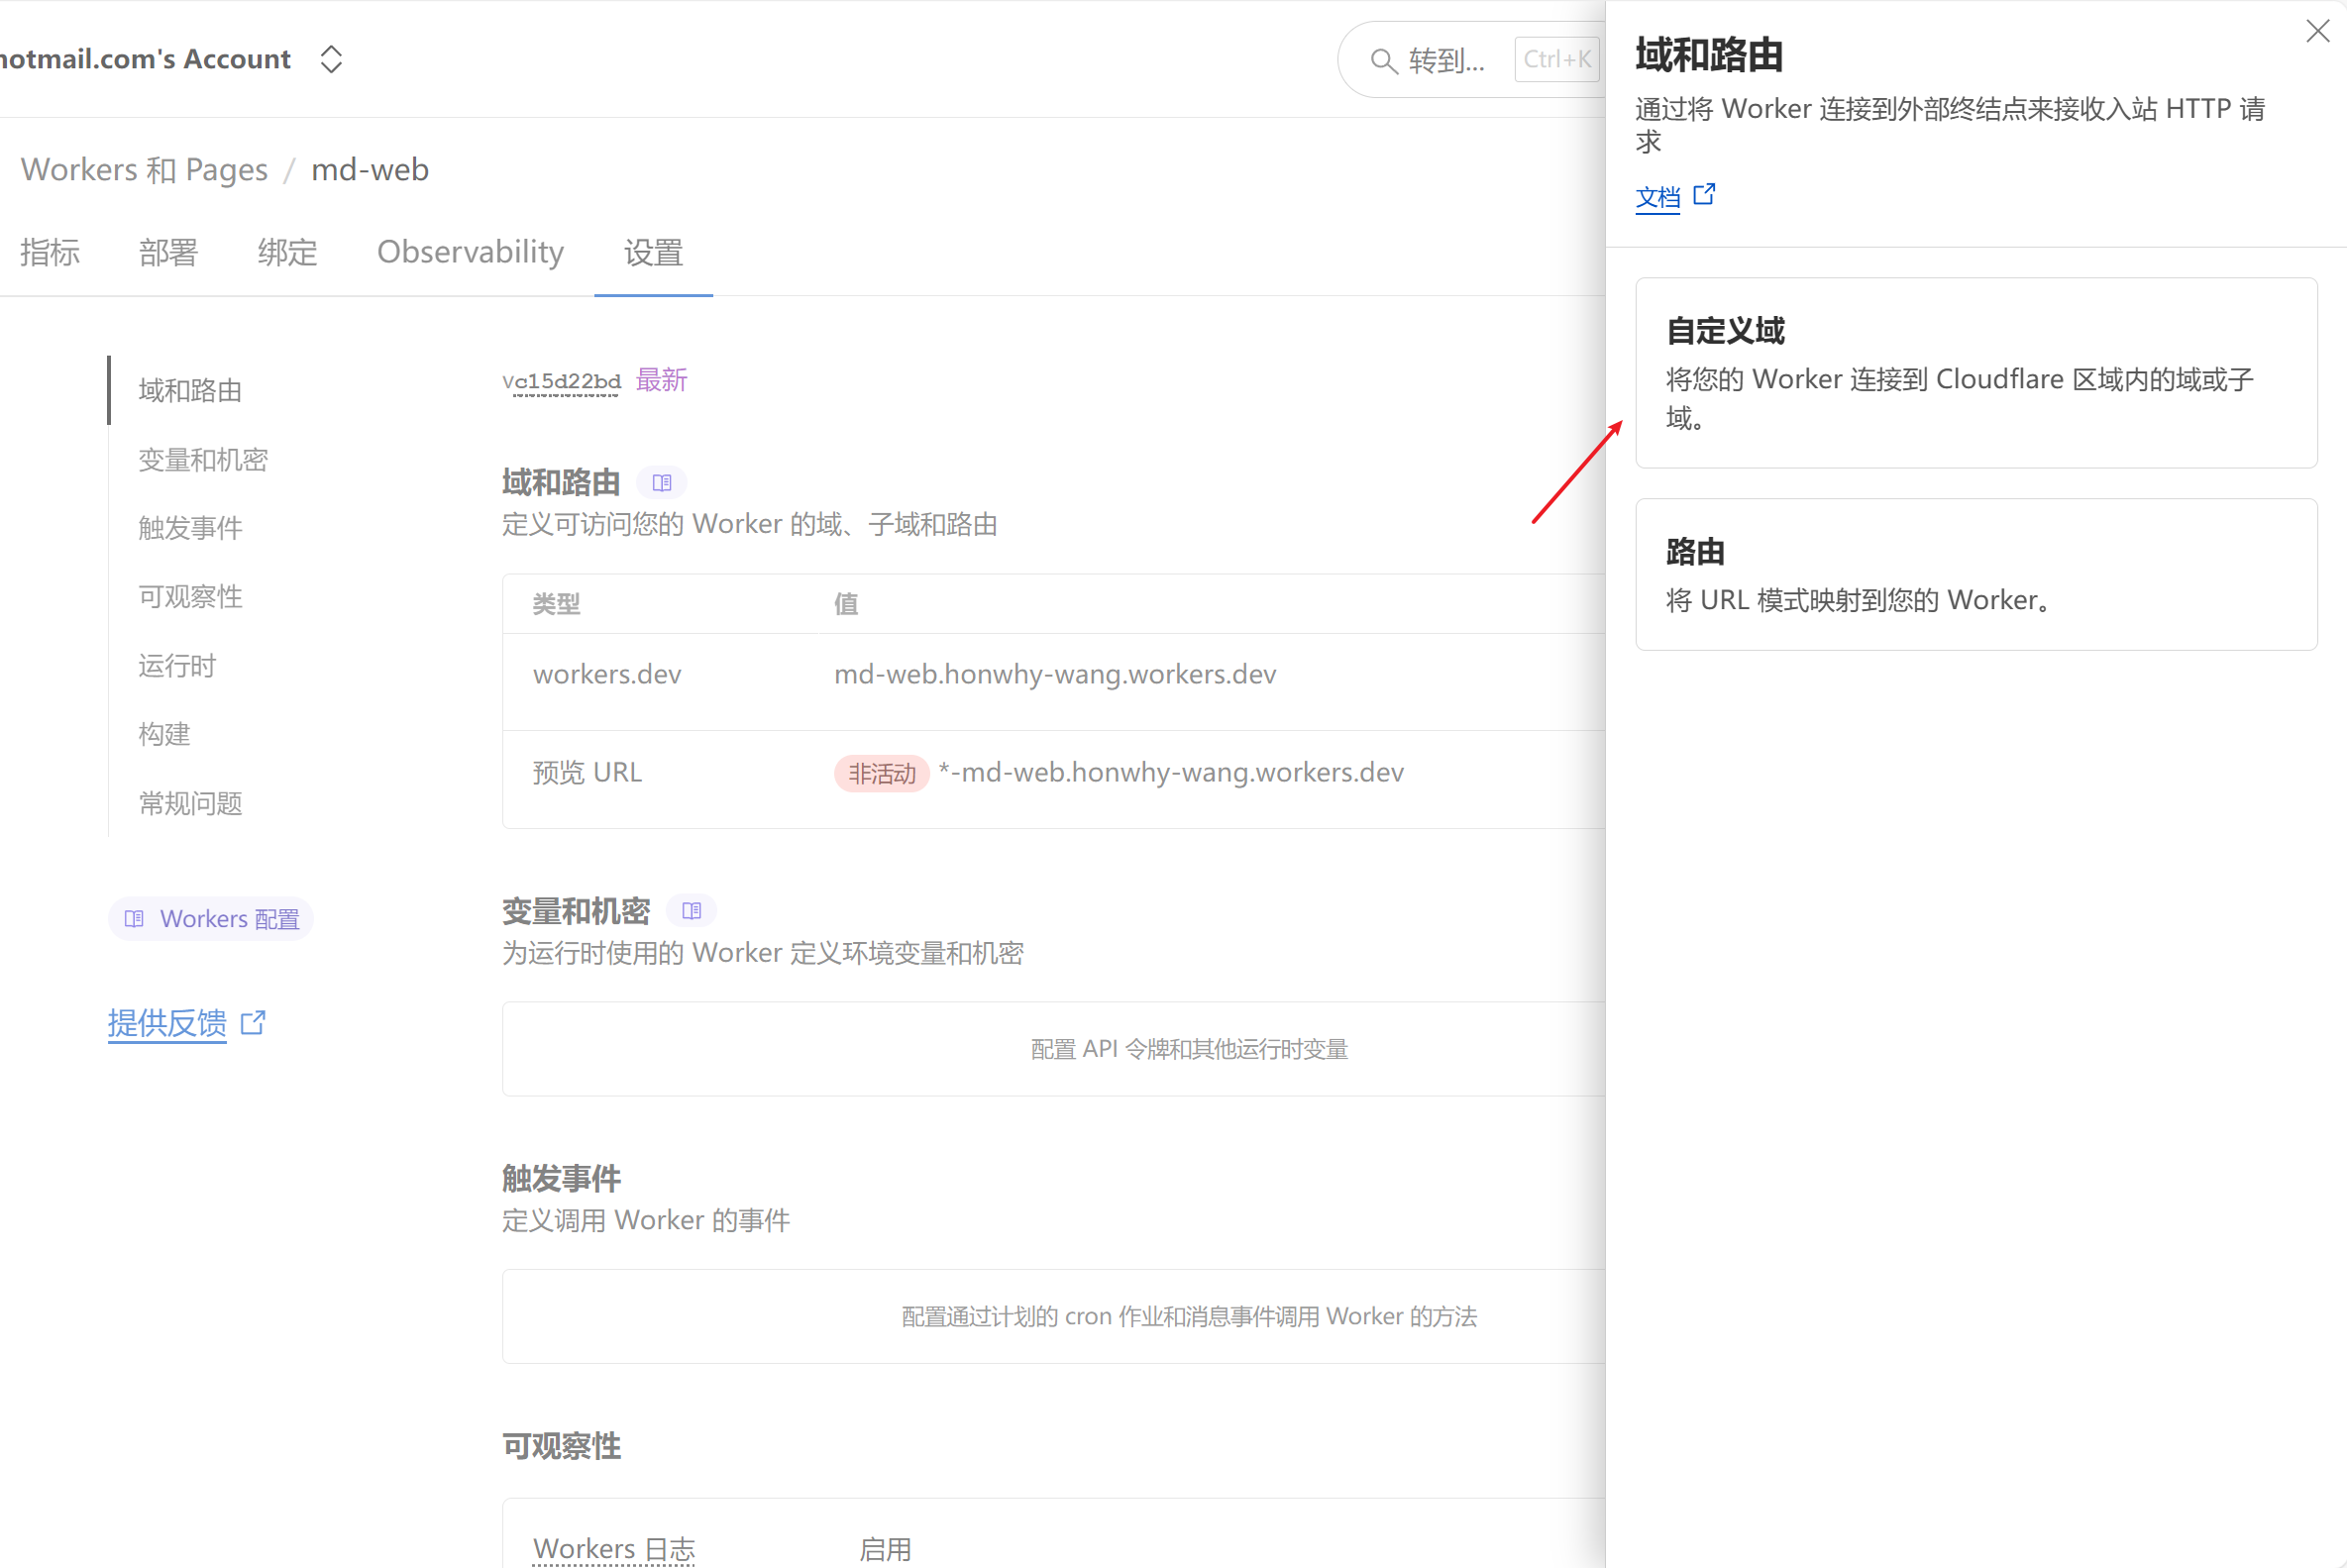 hotmail.com's Account
转到... Ctrl+K
Workers 和 Pages / md-web
指标 部署 绑定 Observability 设置
域和路由
变量和机密
触发事件
可观察性
运行时
构建
常规问题
Workers 配置
提供反馈
vc15d22bd 最新
域和路由
定义可访问您的 Worker 的域、子域和路由
类型 值
workers.dev md-web.honwhy-wang.workers.dev
预览 URL 非活动 *-md-web.honwhy-wang.workers.dev
变量和机密
为运行时使用的 Worker 定义环境变量和机密
配置 API 令牌和其他运行时变量
触发事件
定义调用 Worker 的事件
配置通过计划的 cron 作业和消息事件调用 Worker 的方法
可观察性
Workers 日志 启用
域和路由
通过将 Worker 连接到外部终结点来接收入站 HTTP 请
求
文档
自定义域
将您的 Worker 连接到 Cloudflare 区域内的域或子
域。
路由
将 URL 模式映射到您的 Worker。